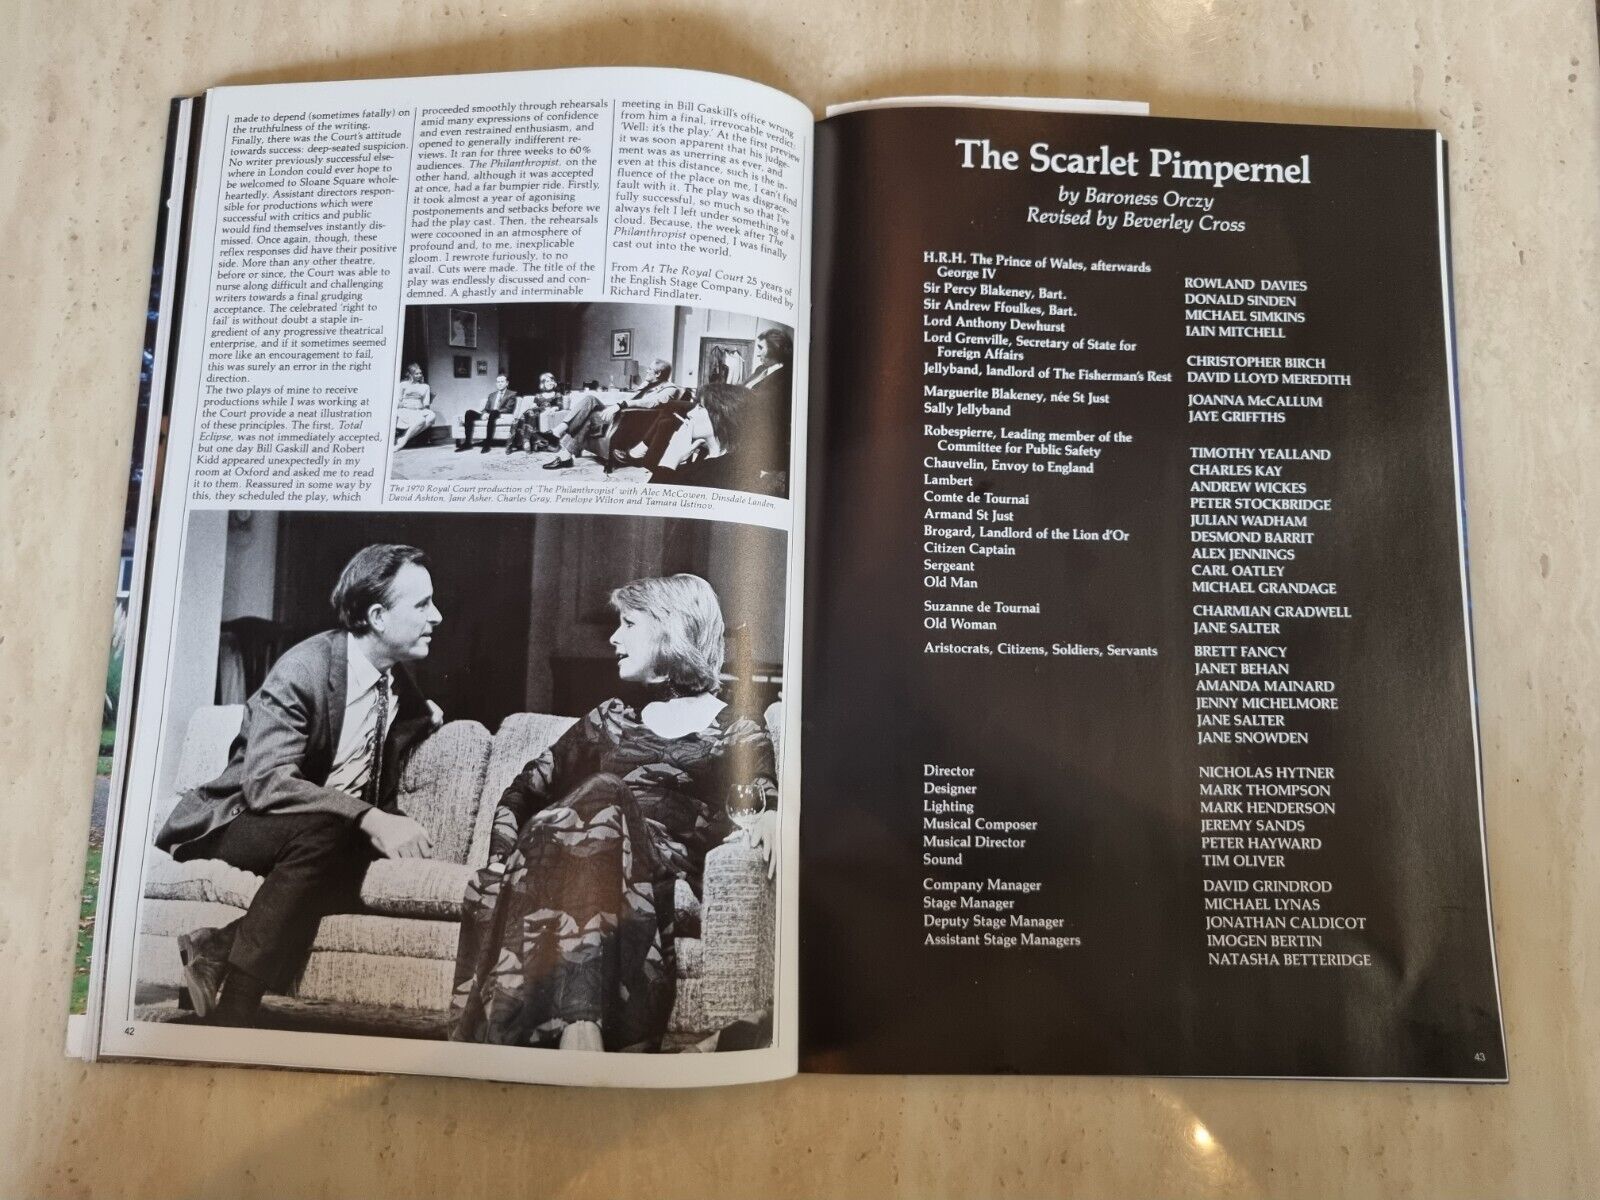 made to depend (sometimes fatally) on
the truthfulness of the writing.
Finally, there was the Court's attitude
towards success: deep-seated suspicion.
No writer previously successful else-
where in London could ever hope to
be welcomed to Sloane Square whole-
heartedly. Assistant directors respon-
sible for productions which were
successful with critics and public
would find themselves instantly dis-
missed. Once again, though, these
reflex responses did have their positive
side. More than any other theatre,
before or since, the Court was able to
nurse along difficult and challenging
writers towards a final grudging
acceptance. The celebrated 'right to
fail' is without doubt a staple in-
gredient of any progressive theatrical
enterprise, and if it sometimes seemed
more like an encouragement to fail,
this was surely an error in the right
direction.
The two plays of mine to receive
productions while I was working at
the Court provide a neat illustration
of these principles. The first, Total
Eclipse, was not immediately accepted,
but one day Bill Gaskill and Robert
Kidd appeared unexpectedly in my
room at Oxford and asked me to read
it to them. Reassured in some way by
this, they scheduled the play, which
proceeded smoothly through rehearsals
amid many expressions of confidence
and even restrained enthusiasm, and
opened to generally indifferent re-
views. It ran for three weeks to 60%
audiences. The Philanthropist, on the
other hand, although it was accepted
at once, had a far bumpier ride. Firstly,
it took almost a year of agonising
postponements and setbacks before we
had the play cast. Then, the rehearsals
were cocooned in an atmosphere of
profound and, to me, inexplicable
gloom. I rewrote furiously, to no
avail. Cuts were made. The title of the
play was endlessly discussed and con-
demned. A ghastly and interminable
meeting in Bill Gaskill's office wrung
from him a final, irrevocable verdict:
'Well: it's the play.' At the first preview
it was soon apparent that his judge-
ment was as unerring as ever, and
even at this distance, such is the in-
fluence of the place on me, I can't find
fault with it. The play was disgrace-
fully successful, so much so that I've
always felt I left under something of a
cloud. Because, the week after The
Philanthropist opened, I was finally
cast out into the world.
From At The Royal Court 25 years of
the English Stage Company. Edited by
Richard Findlater.
The 1970 Royal Court production of 'The Philanthropist' with Alec McCowen, Dinsdale Landen,
David Ashton, Jane Asher, Charles Gray, Penelope Wilton and Tamara Ustinov.
42
The Scarlet Pimpernel
by Baroness Orczy
Revised by Beverley Cross
H.R.H. The Prince of Wales, afterwards
George IV ROWLAND DAVIES
Sir Percy Blakeney, Bart. DONALD SINDEN
Sir Andrew Ffoulkes, Bart. MICHAEL SIMKINS
Lord Anthony Dewhurst IAIN MITCHELL
Lord Grenville, Secretary of State for
Foreign Affairs CHRISTOPHER BIRCH
Jellyband, landlord of The Fisherman's Rest DAVID LLOYD MEREDITH
Marguerite Blakeney, née St Just JOANNA McCALLUM
Sally Jellyband JAYE GRIFFTHS
Robespierre, Leading member of the
Committee for Public Safety TIMOTHY YEALLAND
Chauvelin, Envoy to England CHARLES KAY
Lambert ANDREW WICKES
Comte de Tournai PETER STOCKBRIDGE
Armand St Just JULIAN WADHAM
Brogard, Landlord of the Lion d'Or DESMOND BARRIT
Citizen Captain ALEX JENNINGS
Sergeant CARL OATLEY
Old Man MICHAEL GRANDAGE
Suzanne de Tournai CHARMIAN GRADWELL
Old Woman JANE SALTER
Aristocrats, Citizens, Soldiers, Servants BRETT FANCY
JANET BEHAN
AMANDA MAINARD
JENNY MICHELMORE
JANE SALTER
JANE SNOWDEN
Director NICHOLAS HYTNER
Designer MARK THOMPSON
Lighting MARK HENDERSON
Musical Composer JEREMY SANDS
Musical Director PETER HAYWARD
Sound TIM OLIVER
Company Manager DAVID GRINDROD
Stage Manager MICHAEL LYNAS
Deputy Stage Manager JONATHAN CALDICOT
Assistant Stage Managers IMOGEN BERTIN
NATASHA BETTERIDGE
43